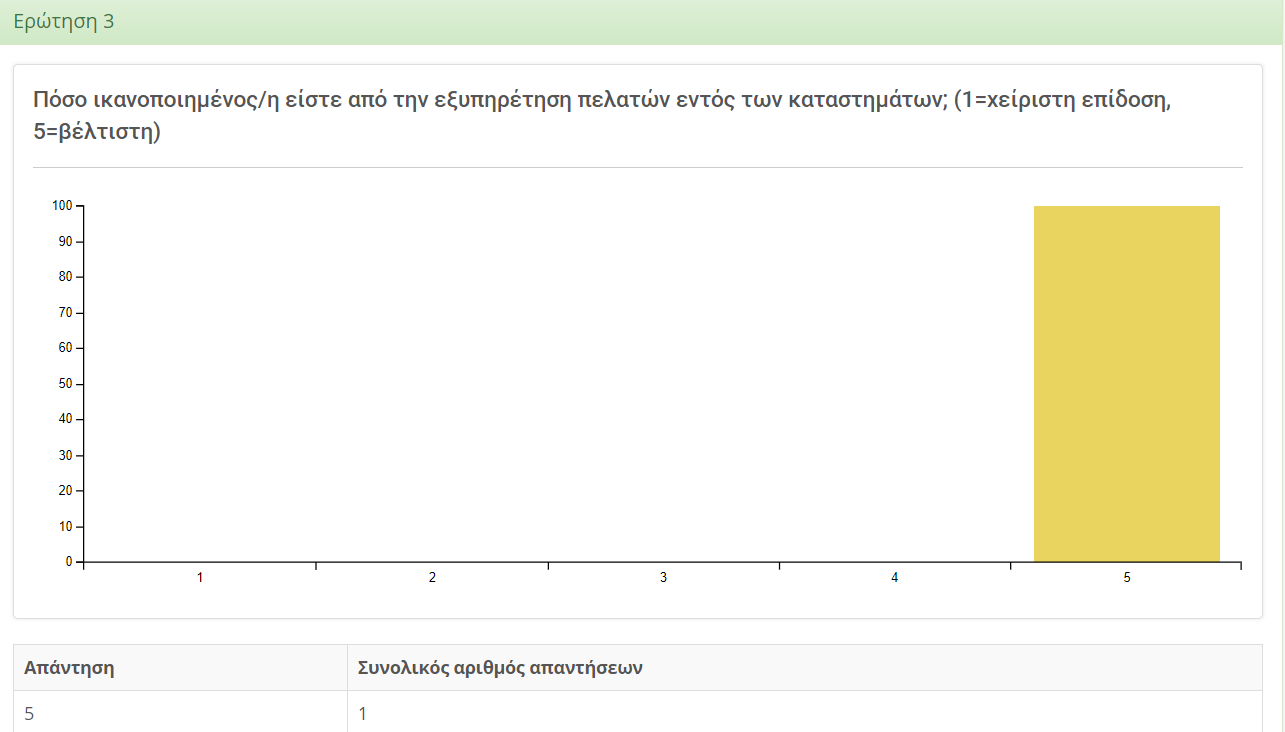 Ερώτηση 3
Πόσο ικανοποιημένος/η είστε από την εξυπηρέτηση πελατών εντός των καταστημάτων; (1=χείριστη επίδοση,
5=βέλτιστη)
100
90
80
70
60
50
40
30
20
10
0
1 2 3 4 5
Απάντηση Συνολικός αριθμός απαντήσεων
5 1